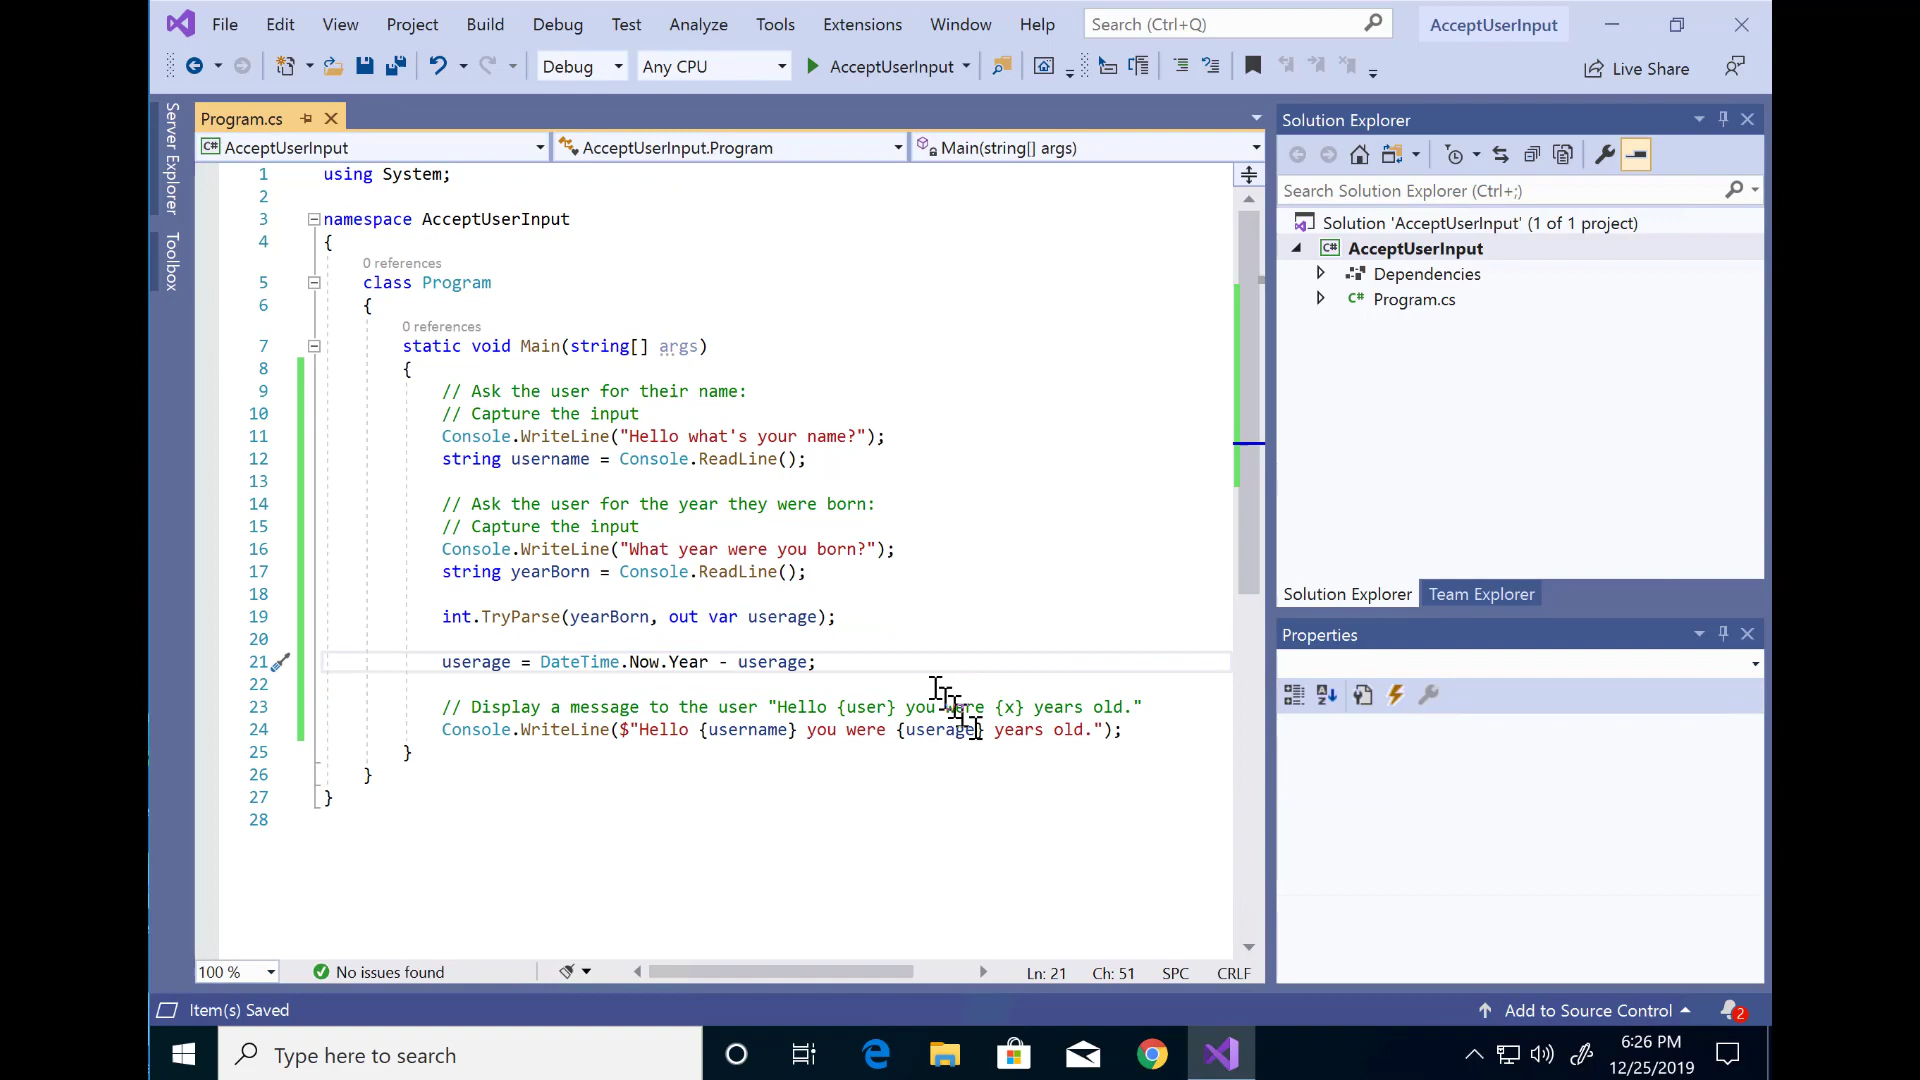 File Edit View Project Build Debug Test Analyze Tools Extensions Window Help Search (Ctrl+Q) AcceptUserInput
Debug Any CPU AcceptUserInput Live Share
Server Explorer
Toolbox
Program.cs
AcceptUserInput AcceptUserInput.Program Main(string[] args)
1 using System;
2
3 namespace AcceptUserInput
4 {
0 references
5 class Program
6 {
0 references
7 static void Main(string[] args)
8 {
9 // Ask the user for their name:
10 // Capture the input
11 Console.WriteLine("Hello what's your name?");
12 string username = Console.ReadLine();
13
14 // Ask the user for the year they were born:
15 // Capture the input
16 Console.WriteLine("What year were you born?");
17 string yearBorn = Console.ReadLine();
18
19 int.TryParse(yearBorn, out var userage);
20
21 userage = DateTime.Now.Year - userage;
22
23 // Display a message to the user "Hello {user} you were {x} years old."
24 Console.WriteLine($"Hello {username} you were {userage} years old.");
25 }
26 }
27 }
28
100 % No issues found Ln: 21 Ch: 51 SPC CRLF
Solution Explorer
Search Solution Explorer (Ctrl+;)
Solution 'AcceptUserInput' (1 of 1 project)
C# AcceptUserInput
Dependencies
C# Program.cs
Solution Explorer Team Explorer
Properties
Item(s) Saved Add to Source Control 2
Type here to search 6:26 PM
12/25/2019